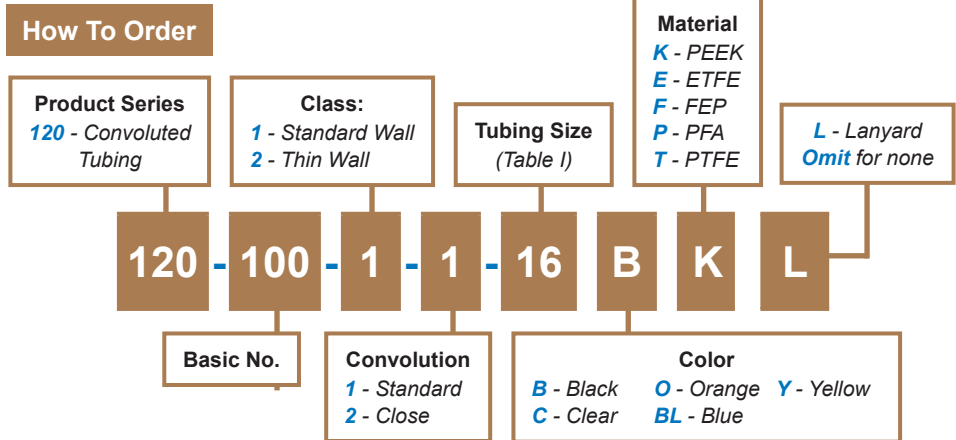 How To Order
Product Series
120 - Convoluted
Tubing
Class:
1 - Standard Wall
2 - Thin Wall
Tubing Size
(Table I)
Material
K - PEEK
E - ETFE
F - FEP
P - PFA
T - PTFE
L - Lanyard
Omit for none
120 - 100 - 1 - 1 - 16 B K L
Basic No.
Convolution
1 - Standard
2 - Close
Color
B - Black O - Orange Y - Yellow
C - Clear BL - Blue